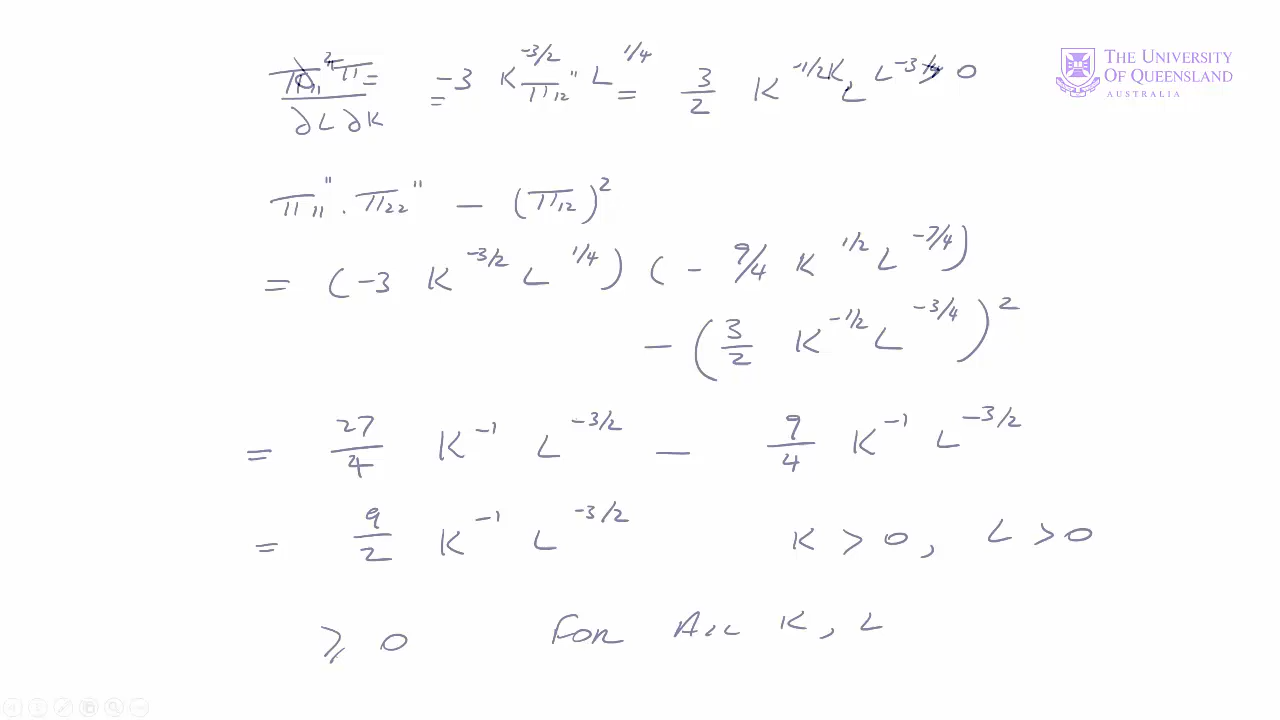 = -3 K^{-3/2} L^{1/4} = 3/2 K^{-1/2} L^{-3/4}
∂L ∂K
THE UNIVERSITY
OF QUEENSLAND
AUSTRALIA
π₁₁'' . π₂₂'' - (π₁₂)²
= (-3 K^{-3/2} L^{1/4}) (- 9/4 K^{1/2} L^{-7/4})
- (3/2 K^{-1/2} L^{-3/4})²
= 27/4 K^{-1} L^{-3/2} - 9/4 K^{-1} L^{-3/2}
= 9/2 K^{-1} L^{-3/2} K > 0, L > 0
⩾ 0 FOR ALL K, L